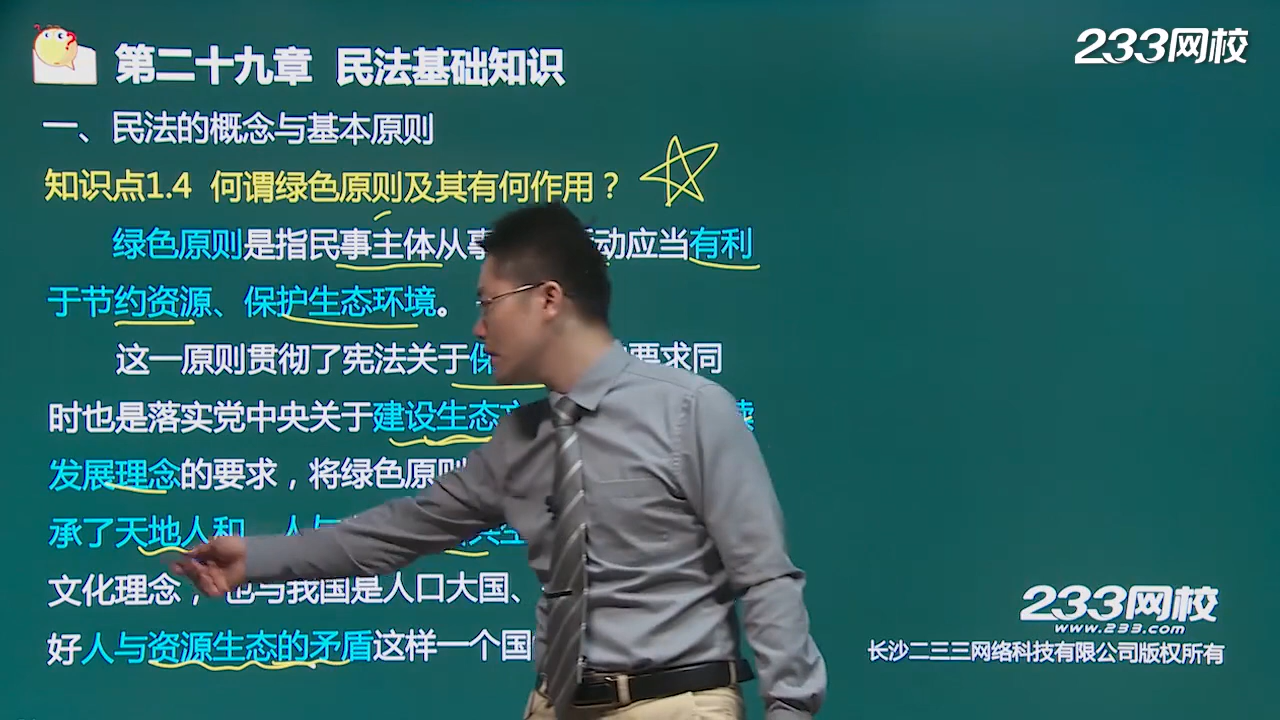 第二十九章 民法基础知识
233网校
一、民法的概念与基本原则
知识点1.4 何谓绿色原则及其有何作用？
绿色原则是指民事主体从事 动应当有利
于节约资源、保护生态环境。
这一原则贯彻了宪法关于保 要求同
时也是落实党中央关于建设生态文 续
发展理念的要求，将绿色原则
承了天地人和、人与 共生
文化理念，也与我国是人口大国、
好人与资源生态的矛盾这样一个国
233网校
www.233.com
长沙二三三网络科技有限公司版权所有